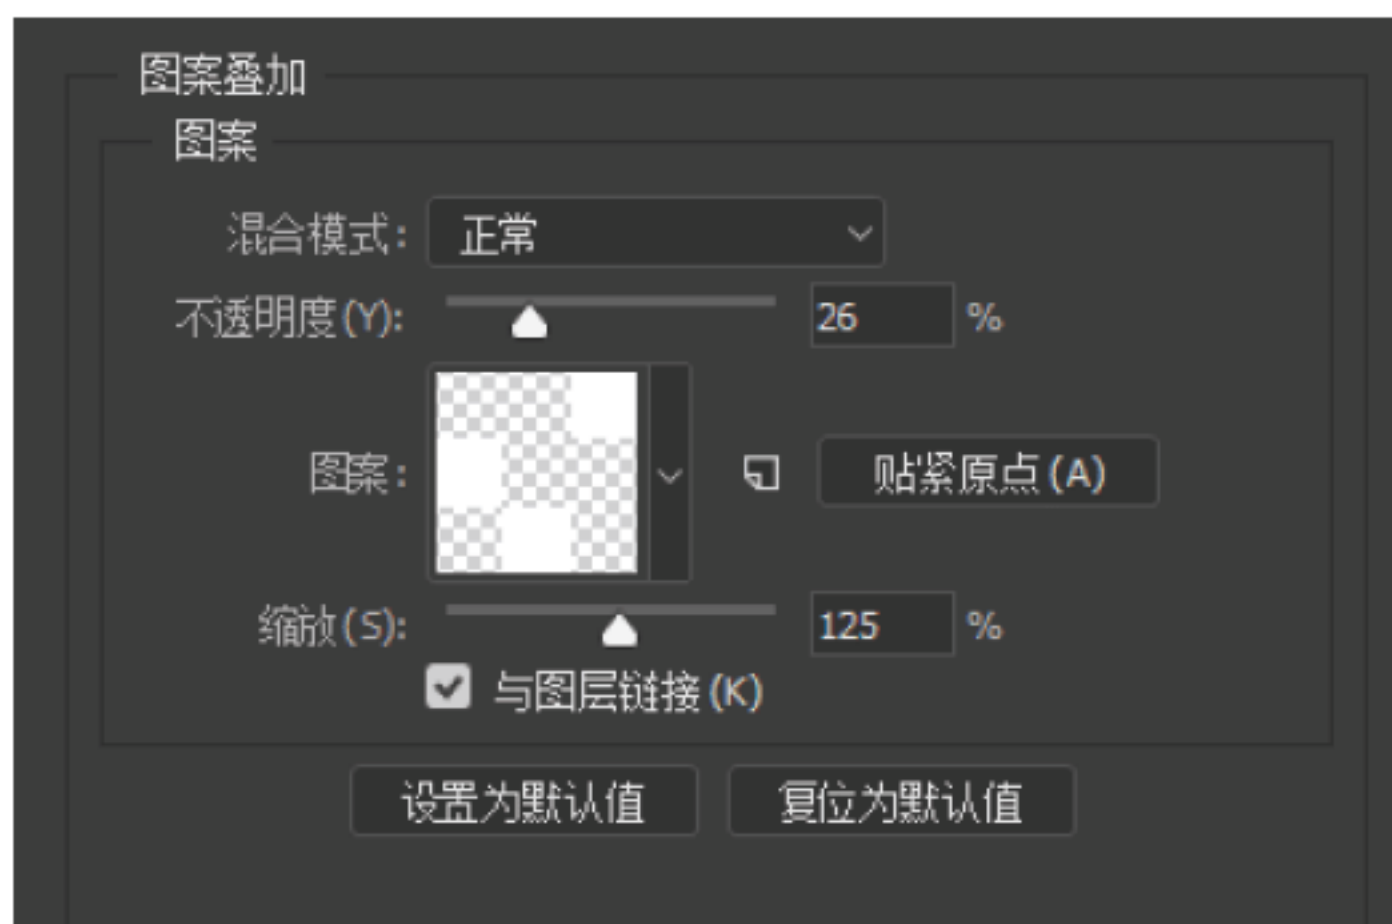 图案叠加
图案
混合模式: 正常
不透明度(Y): 26 %
图案: 贴紧原点(A)
缩放(S): 125 %
与图层链接(K)
设置为默认值 复位为默认值